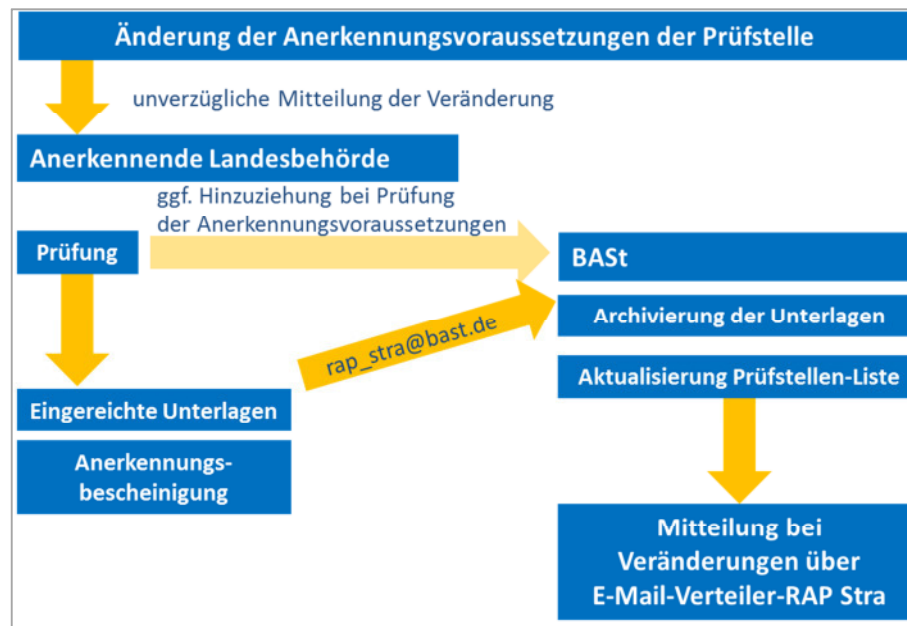 Änderung der Anerkennungsvoraussetzungen der Prüfstelle
unverzügliche Mitteilung der Veränderung
Anerkennende Landesbehörde
ggf. Hinzuziehung bei Prüfung
der Anerkennungsvoraussetzungen
Prüfung
BASt
Archivierung der Unterlagen
rap_stra@bast.de
Aktualisierung Prüfstellen-Liste
Eingereichte Unterlagen
Anerkennungs-
bescheinigung
Mitteilung bei
Veränderungen über
E-Mail-Verteiler-RAP Stra